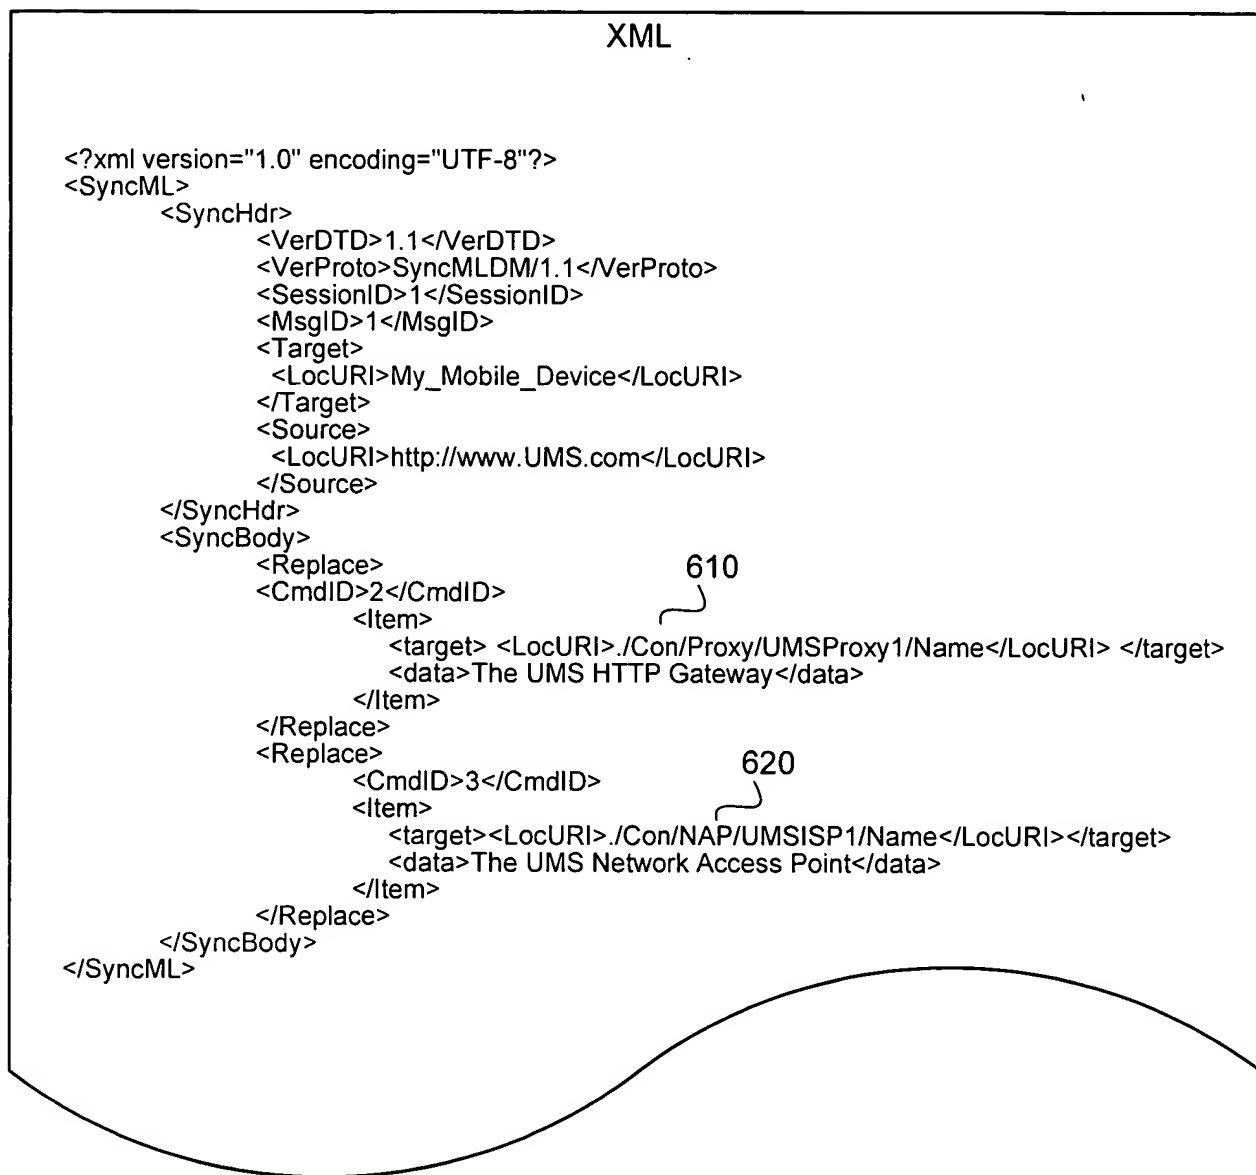 XML
<?xml version="1.0" encoding="UTF-8"?>
<SyncML>
<SyncHdr>
<VerDTD>1.1</VerDTD>
<VerProto>SyncMLDM/1.1</VerProto>
<SessionID>1</SessionID>
<MsgID>1</MsgID>
<Target>
<LocURI>My_Mobile_Device</LocURI>
</Target>
<Source>
<LocURI>http://www.UMS.com</LocURI>
</Source>
</SyncHdr>
<SyncBody>
<Replace>
610
<CmdID>2</CmdID>
<Item>
<target> <LocURI>./Con/Proxy/UMSProxy1/Name</LocURI> </target>
<data>The UMS HTTP Gateway</data>
</Item>
</Replace>
<Replace>
620
<CmdID>3</CmdID>
<Item>
<target><LocURI>./Con/NAP/UMSISP1/Name</LocURI></target>
<data>The UMS Network Access Point</data>
</Item>
</Replace>
</SyncBody>
</SyncML>